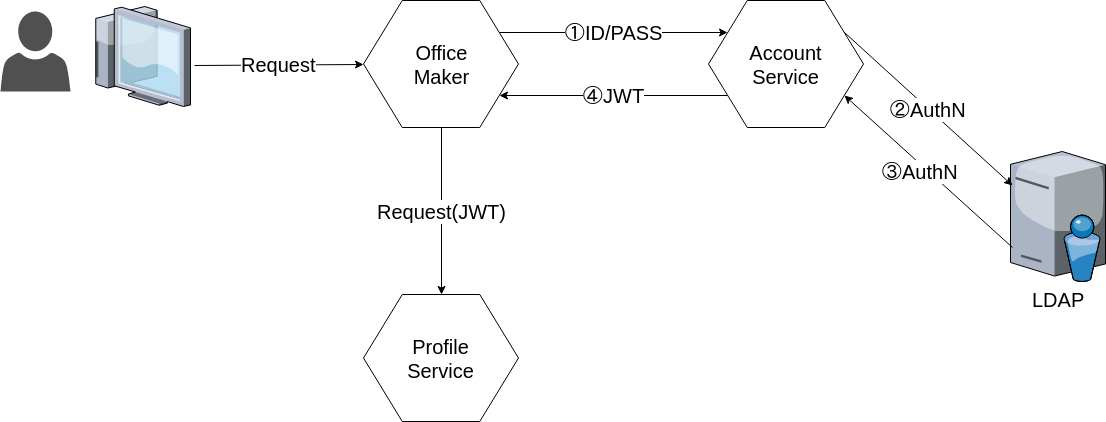 Request
Office
Maker
①ID/PASS
④JWT
Account
Service
②AuthN
③AuthN
LDAP
Request(JWT)
Profile
Service